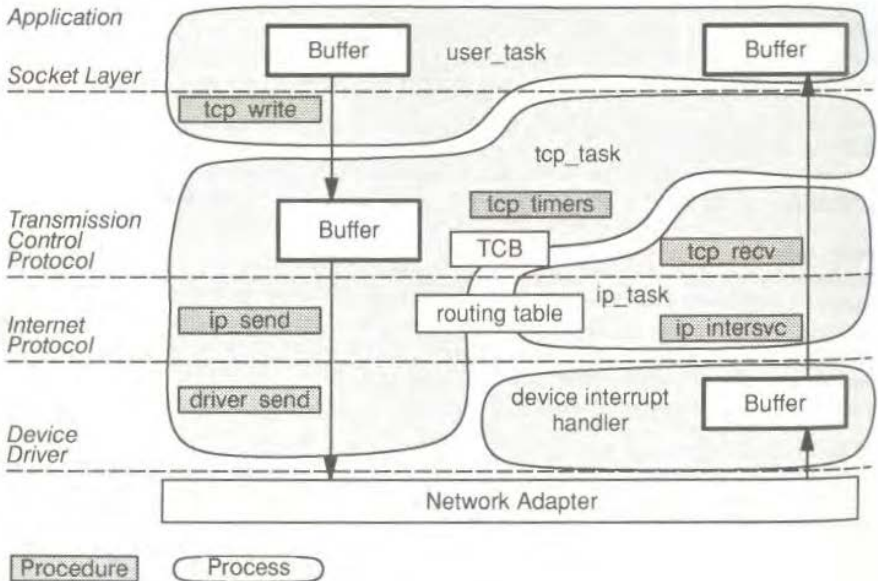 Application
Buffer
user_task
Buffer
Socket Layer
tcp write
tcp_task
tcp timers
Transmission
Control
Protocol
Buffer
TCB
tcp recv
ip_task
Internet
Protocol
ip send
routing table
ip intersvc
driver send
device interrupt
handler
Buffer
Device
Driver
Network Adapter
Procedure
Process